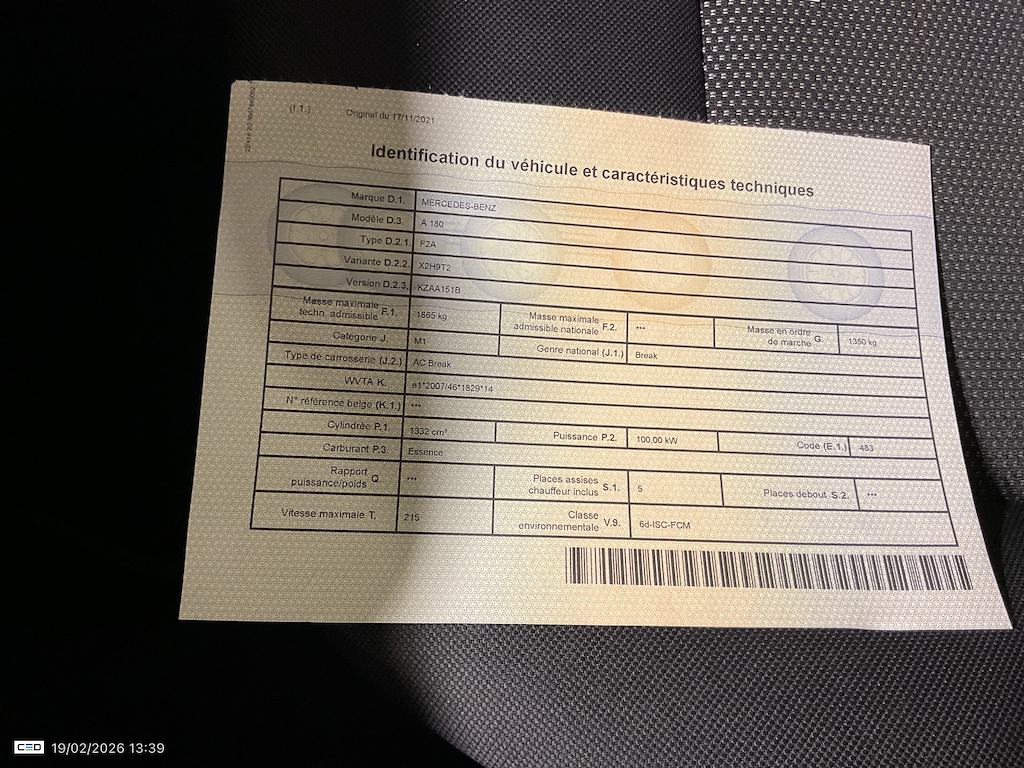 (I.1.) Original du 17/11/2021
Identification du véhicule et caractéristiques techniques
Marque D.1. MERCEDES-BENZ
Modèle D.3. A 180
Type D.2.1. F2A
Variante D.2.2. X2H9T2
Version D.2.3. KZAA151B
Masse maximale techn. admissible F.1. 1865 kg Masse maximale admissible nationale F.2. *** Masse en ordre de marche G. 1350 kg
Catégorie J. M1 Genre national (J.1.) Break
Type de carrosserie (J.2.) AC Break
WVTA K. e1*2007/46*1829*14
N° référence belge (K.1.) ***
Cylindrée P.1. 1332 cm³ Puissance P.2. 100,00 kW Code (E.1.) 483
Carburant P.3. Essence
Rapport puissance/poids Q. *** Places assises chauffeur inclus S.1. 5 Places debout S.2. ***
Vitesse maximale T. 215 Classe environnementale V.9. 6d-ISC-FCM
CEO 19/02/2026 13:39